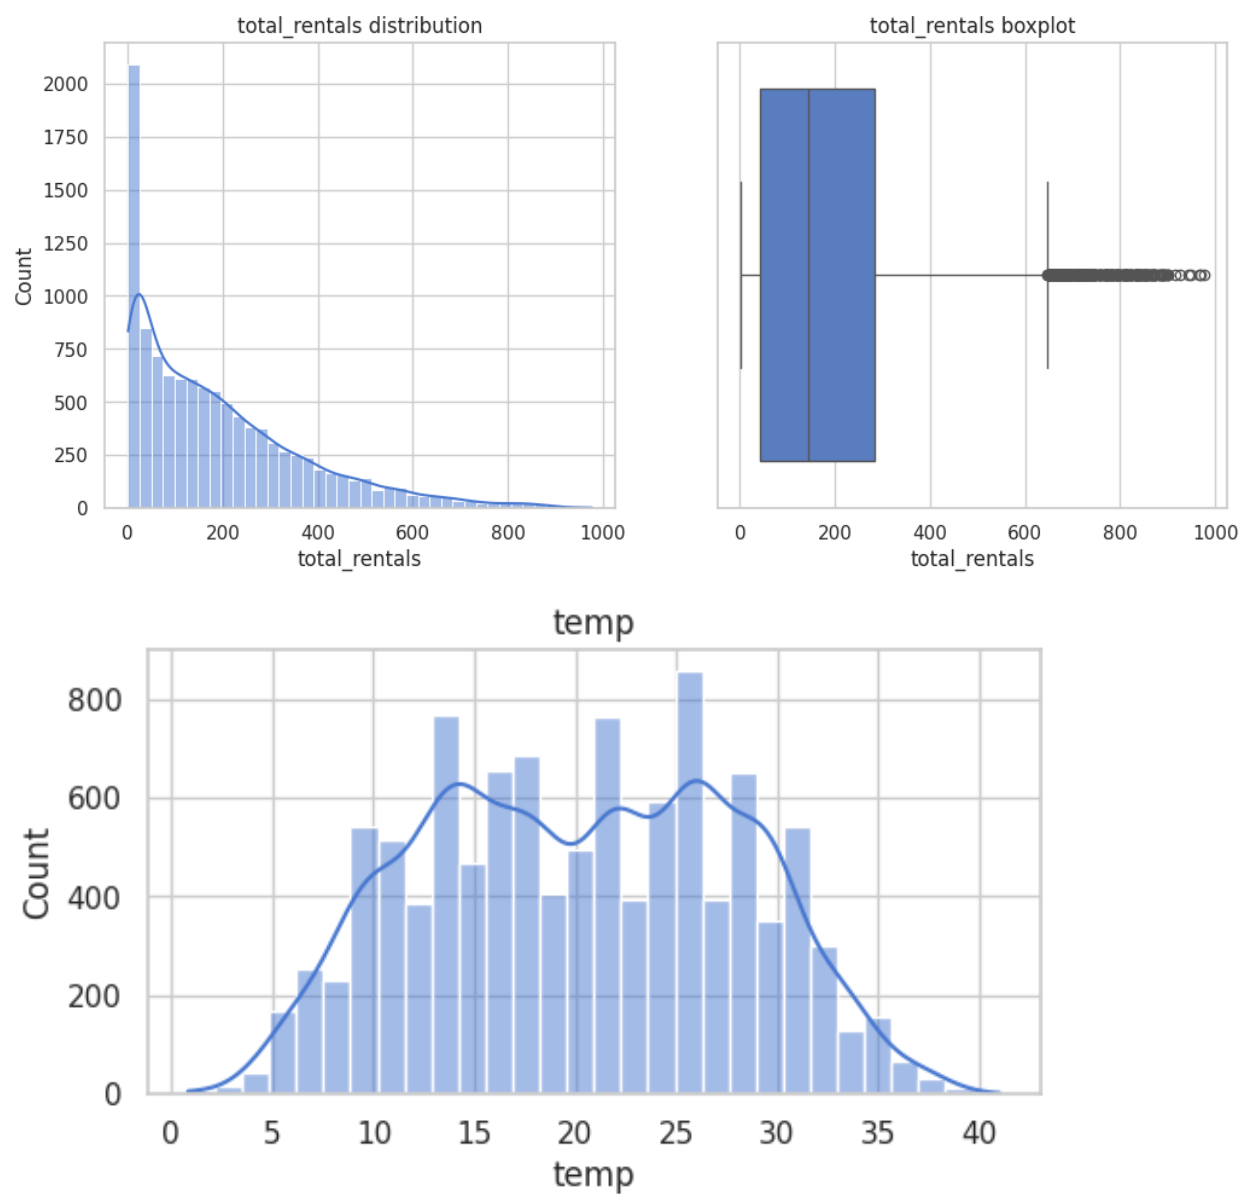 total_rentals distribution
total_rentals boxplot
2000
1750
1500
1250
1000
750
500
250
0
Count
0 200 400 600 800 1000
total_rentals
0 200 400 600 800 1000
total_rentals
temp
800
600
400
200
0
Count
0 5 10 15 20 25 30 35 40
temp